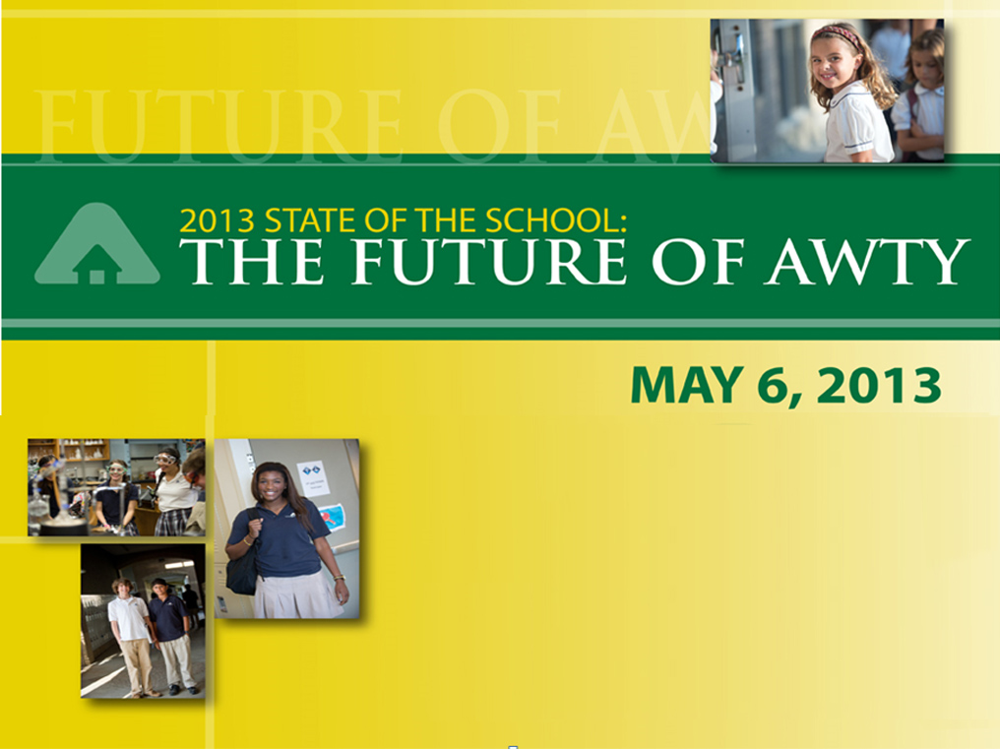 FUTURE OF AW
2013 STATE OF THE SCHOOL:
THE FUTURE OF AWTY
MAY 6, 2013